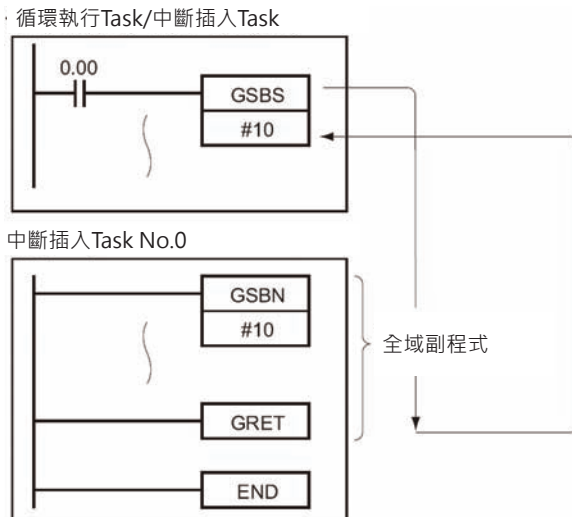 · 循環執行Task/中斷插入Task
0.00
GSBS
#10
中斷插入Task No.0
GSBN
#10
全域副程式
GRET
END